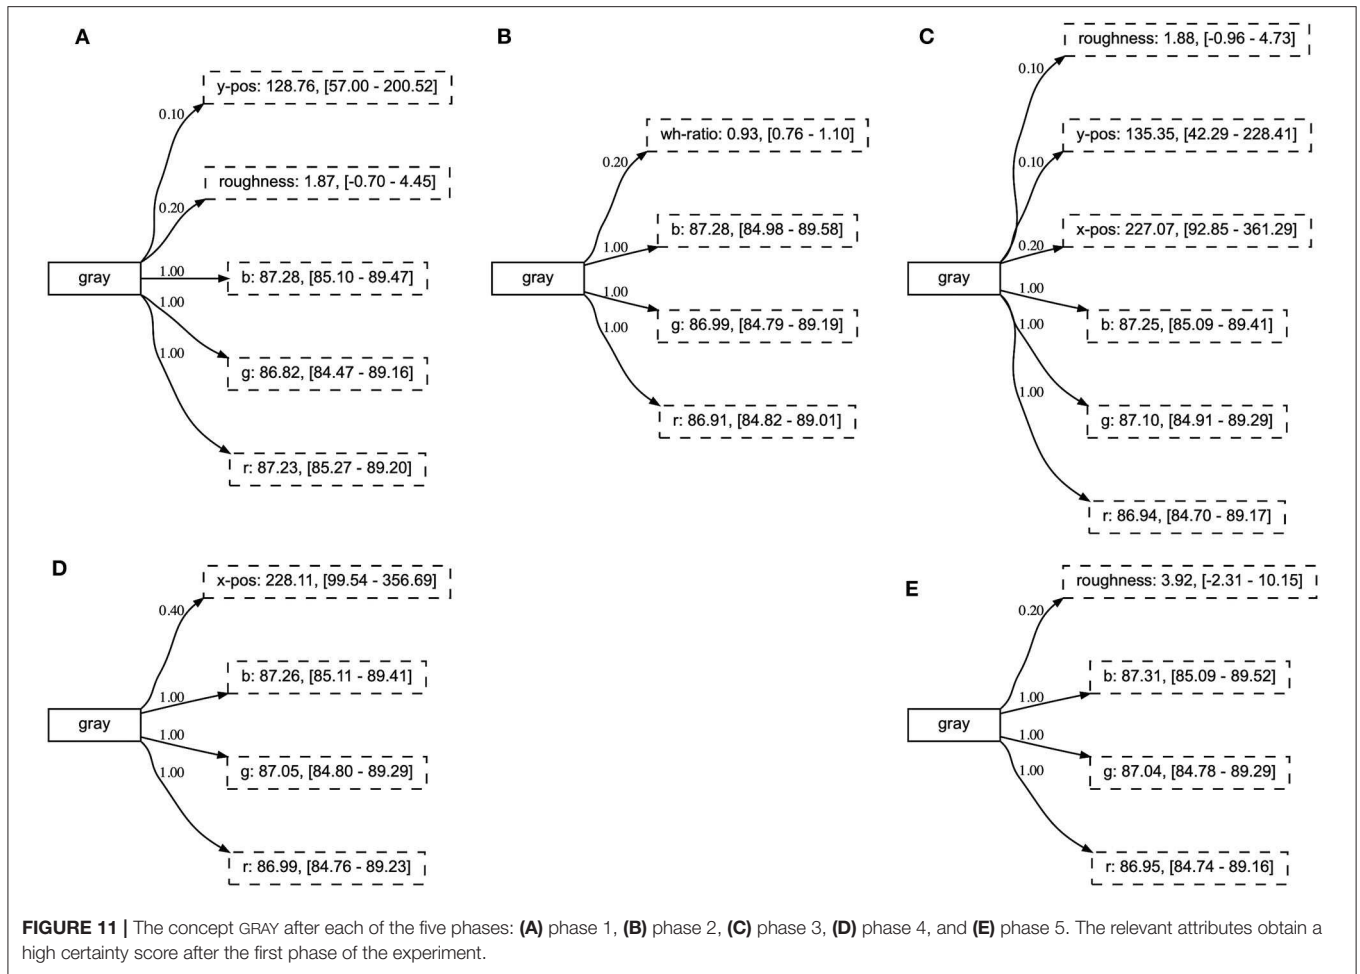 A
y-pos: 128.76, [57.00 - 200.52]
0.10
roughness: 1.87, [-0.70 - 4.45]
0.20
gray
1.00
b: 87.28, [85.10 - 89.47]
1.00
g: 86.82, [84.47 - 89.16]
1.00
r: 87.23, [85.27 - 89.20]
B
wh-ratio: 0.93, [0.76 - 1.10]
0.20
b: 87.28, [84.98 - 89.58]
1.00
gray
1.00
g: 86.99, [84.79 - 89.19]
1.00
r: 86.91, [84.82 - 89.01]
C
roughness: 1.88, [-0.96 - 4.73]
0.10
y-pos: 135.35, [42.29 - 228.41]
0.10
x-pos: 227.07, [92.85 - 361.29]
0.20
gray
1.00
b: 87.25, [85.09 - 89.41]
1.00
g: 87.10, [84.91 - 89.29]
1.00
r: 86.94, [84.70 - 89.17]
D
x-pos: 228.11, [99.54 - 356.69]
0.40
b: 87.26, [85.11 - 89.41]
1.00
gray
1.00
g: 87.05, [84.80 - 89.29]
1.00
r: 86.99, [84.76 - 89.23]
E
roughness: 3.92, [-2.31 - 10.15]
0.20
b: 87.31, [85.09 - 89.52]
1.00
gray
1.00
g: 87.04, [84.78 - 89.29]
1.00
r: 86.95, [84.74 - 89.16]
FIGURE 11 | The concept GRAY after each of the five phases: (A) phase 1, (B) phase 2, (C) phase 3, (D) phase 4, and (E) phase 5. The relevant attributes obtain a
high certainty score after the first phase of the experiment.